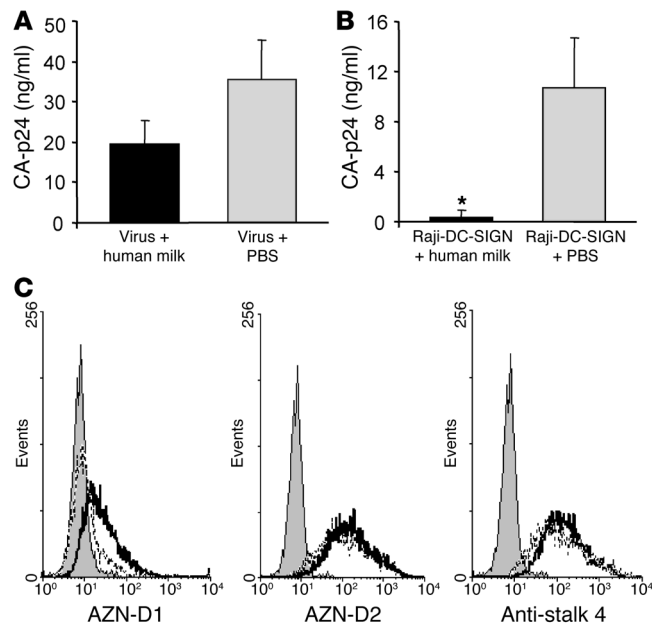 A
CA-p24 (ng/ml)
50
40
30
20
10
0
Virus +
human milk
Virus +
PBS
B
CA-p24 (ng/ml)
16
12
8
4
0
*
Raji-DC-SIGN
+ human milk
Raji-DC-SIGN
+ PBS
C
256
Events
0
10⁰ 10¹ 10² 10³ 10⁴
AZN-D1
256
Events
0
10⁰ 10¹ 10² 10³ 10⁴
AZN-D2
256
Events
0
10⁰ 10¹ 10² 10³ 10⁴
Anti-stalk 4